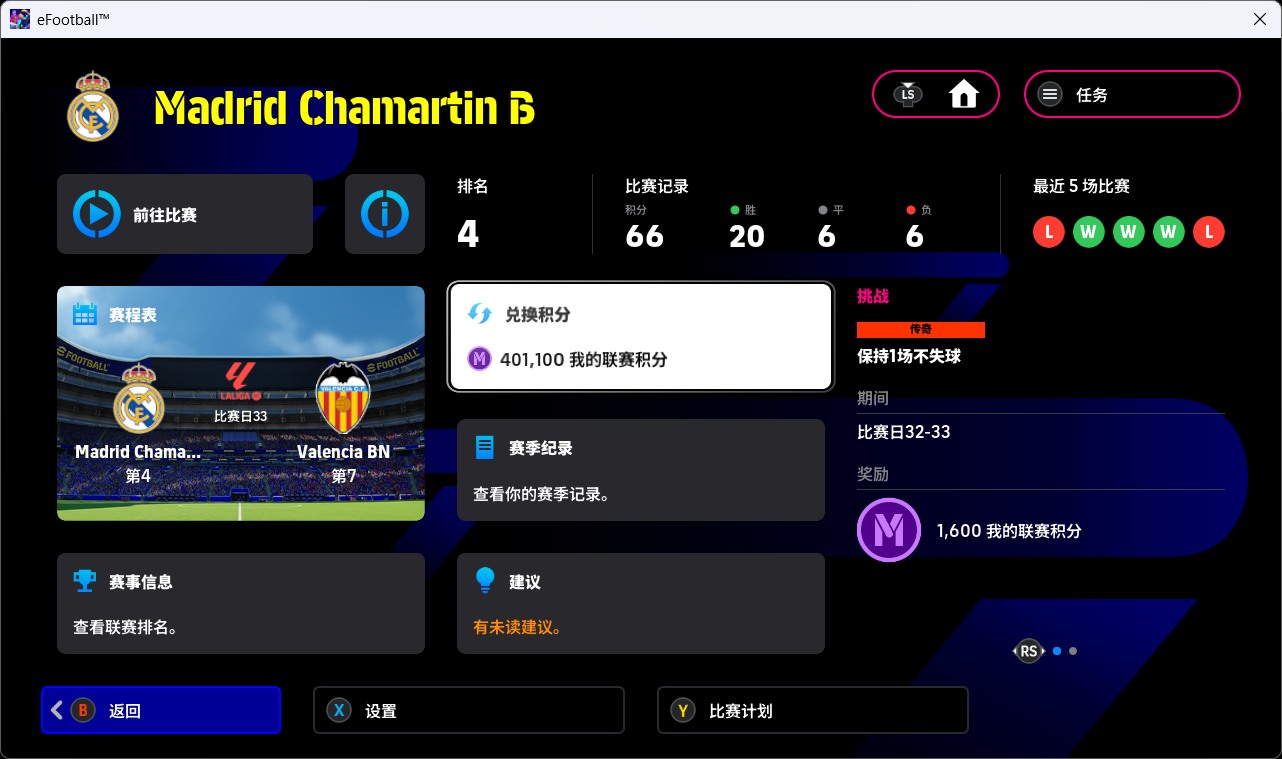 eFootball™
Madrid Chamartin B
LS
任务
前往比赛
排名
4
比赛记录
积分
胜
平
负
66
20
6
6
最近 5 场比赛
L W W W L
赛程表
EFOOTBALL™
EFOOTBALL™
LALIGA
比赛日33
VALENCIA C.F.
Madrid Chama...
Valencia BN
第4
第7
兑换积分
M
401,100 我的联赛积分
赛季纪录
查看你的赛季记录。
赛事信息
查看联赛排名。
建议
有未读建议。
挑战
传奇
保持1场不失球
期间
比赛日32-33
奖励
M
1,600 我的联赛积分
RS
B
返回
X
设置
Y
比赛计划